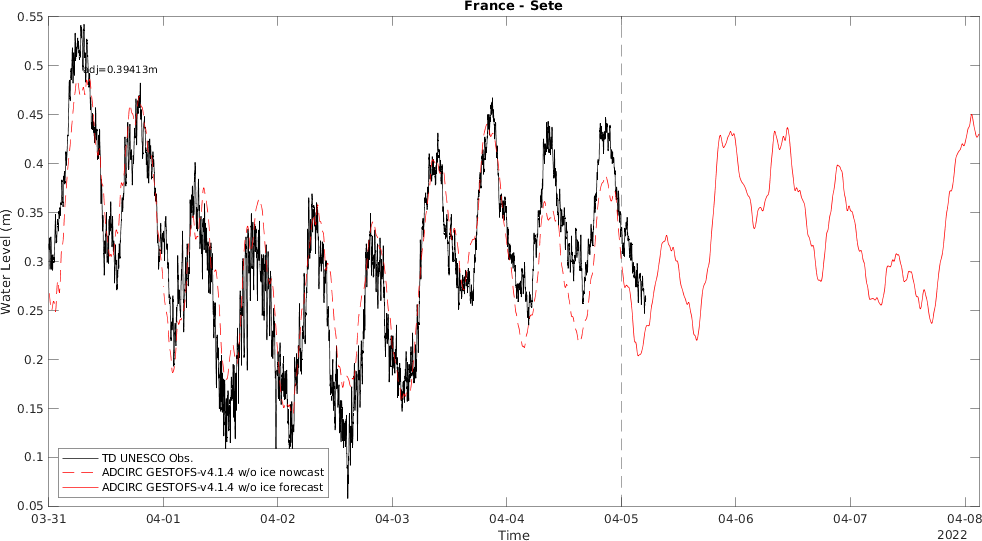 France - Sete
adj=0.39413m
Water Level (m)
0.55
0.5
0.45
0.4
0.35
0.3
0.25
0.2
0.15
0.1
0.05
TD UNESCO Obs.
ADCIRC GESTOFS-v4.1.4 w/o ice nowcast
ADCIRC GESTOFS-v4.1.4 w/o ice forecast
03-31 04-01 04-02 04-03 04-04 04-05 04-06 04-07 04-08
Time
2022